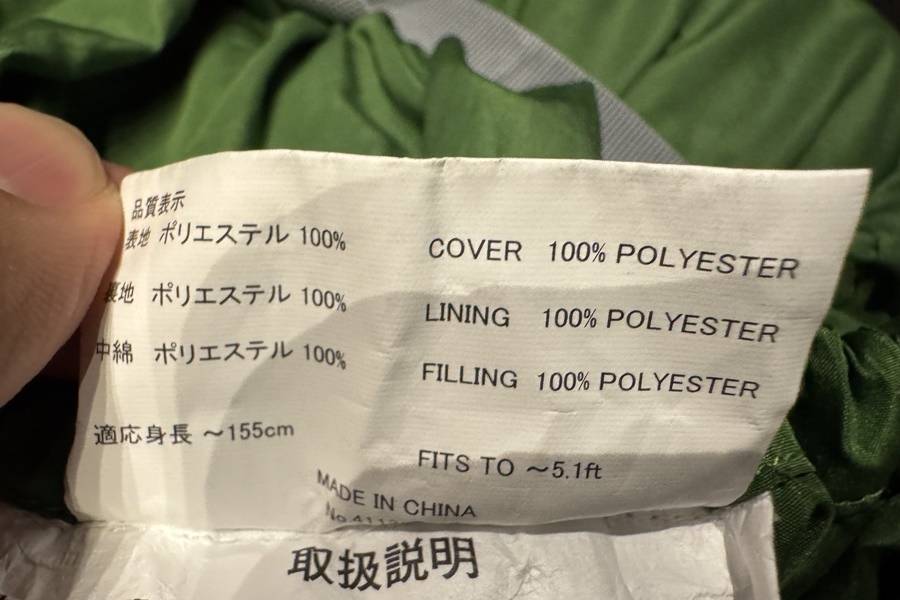 品質表示
表地 ポリエステル 100%
裏地 ポリエステル 100%
中綿 ポリエステル 100%
適応身長 ～155cm
COVER 100% POLYESTER
LINING 100% POLYESTER
FILLING 100% POLYESTER
FITS TO ～5.1ft
MADE IN CHINA
取扱説明